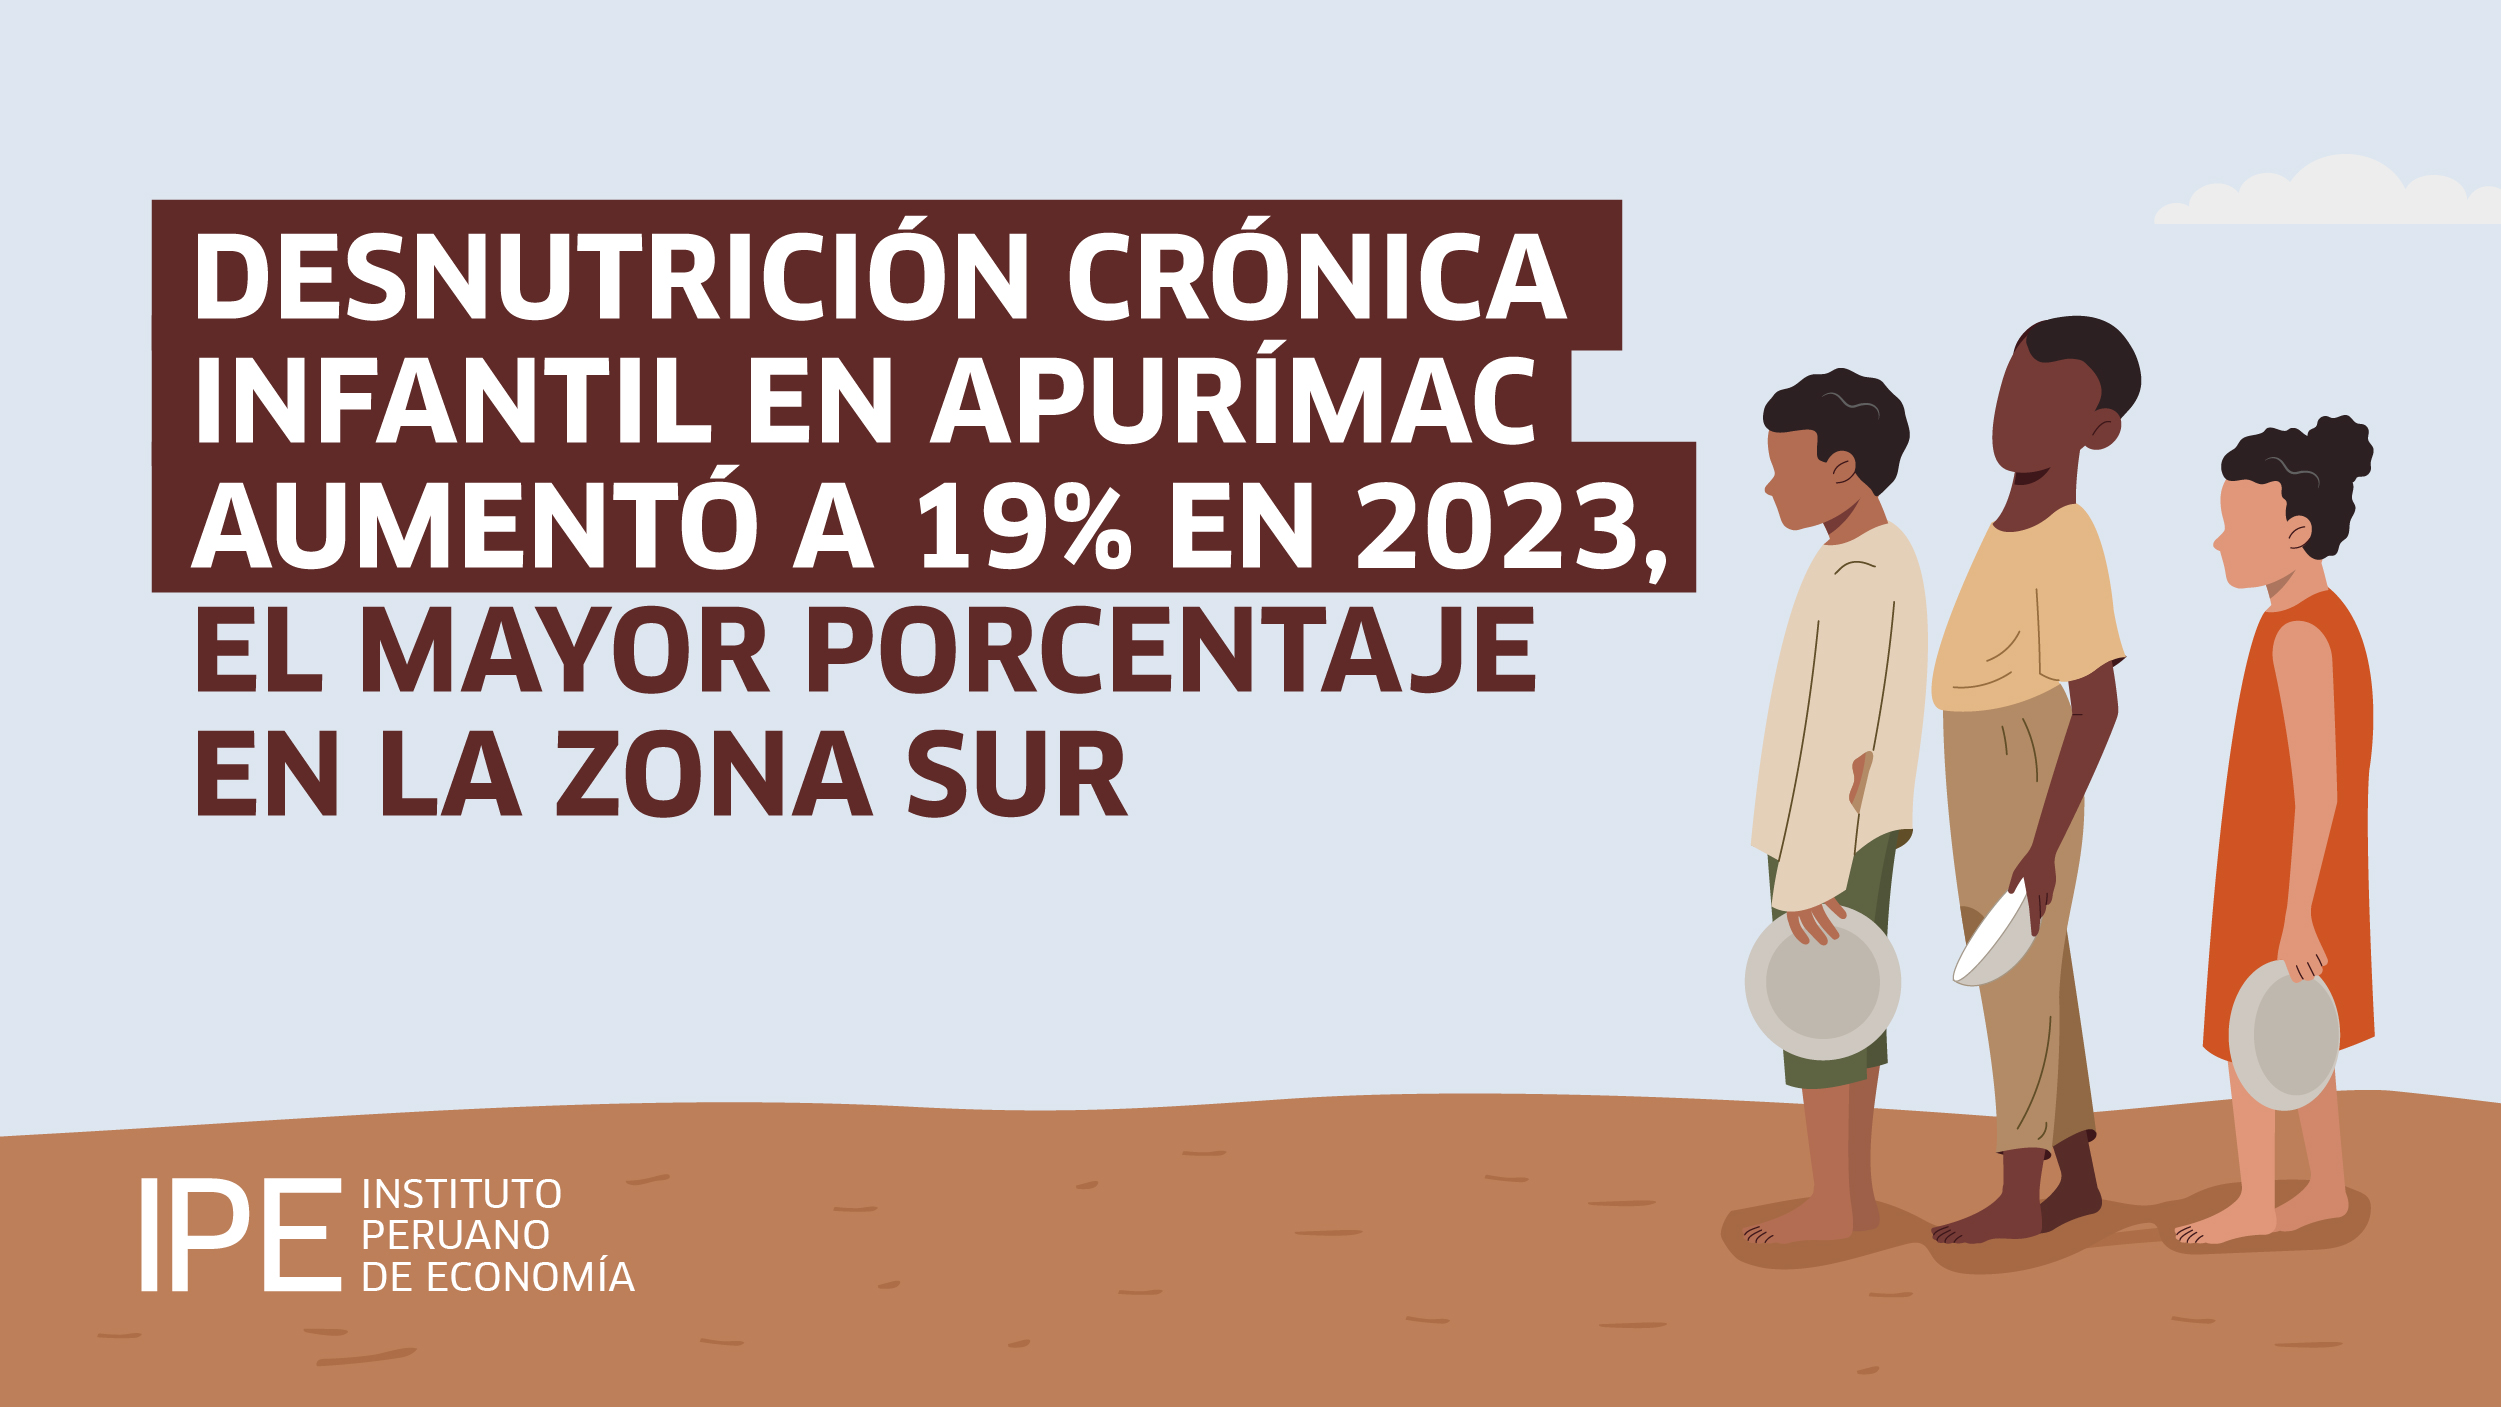 DESNUTRICIÓN CRÓNICA
INFANTIL EN APURÍMAC
AUMENTÓ A 19% EN 2023,
EL MAYOR PORCENTAJE
EN LA ZONA SUR
IPE
INSTITUTO
PERUANO
DE ECONOMÍA